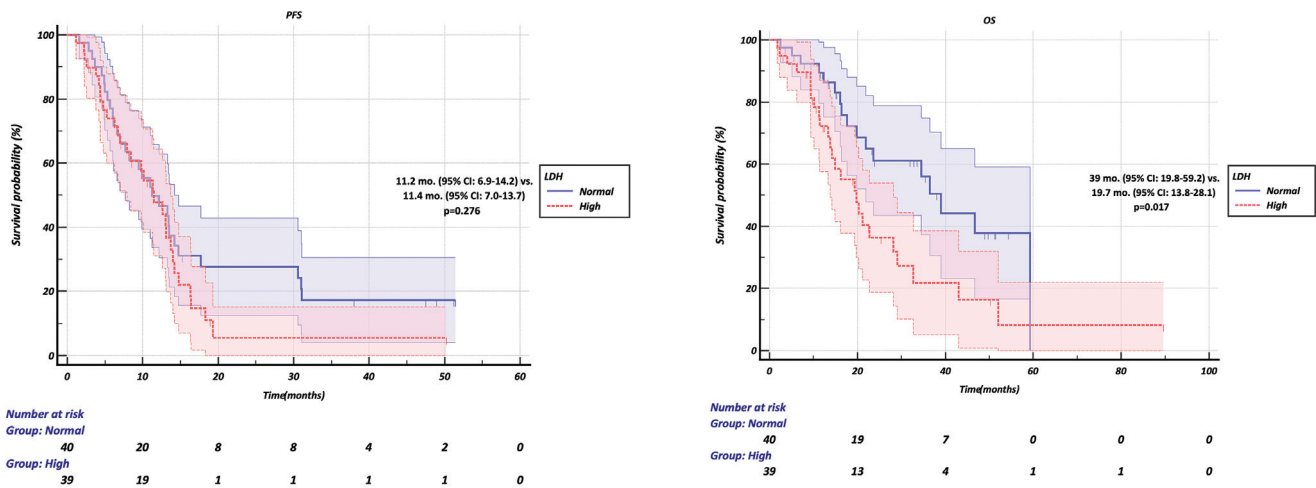 PFS
100
80
60
40
20
0
Survival probability (%)
0 10 20 30 40 50 60
Time(months)
11.2 mo. (95% CI: 6.9-14.2) vs.
11.4 mo. (95% CI: 7.0-13.7)
p=0.276
LDH
Normal
High
Number at risk
Group: Normal
40 20 8 8 4 2 0
Group: High
39 19 1 1 1 1 0
OS
100
80
60
40
20
0
Survival probability (%)
0 20 40 60 80 100
Time(months)
39 mo. (95% CI: 19.8-59.2) vs.
19.7 mo. (95% CI: 13.8-28.1)
p=0.017
LDH
Normal
High
Number at risk
Group: Normal
40 19 7 0 0 0
Group: High
39 13 4 1 1 0